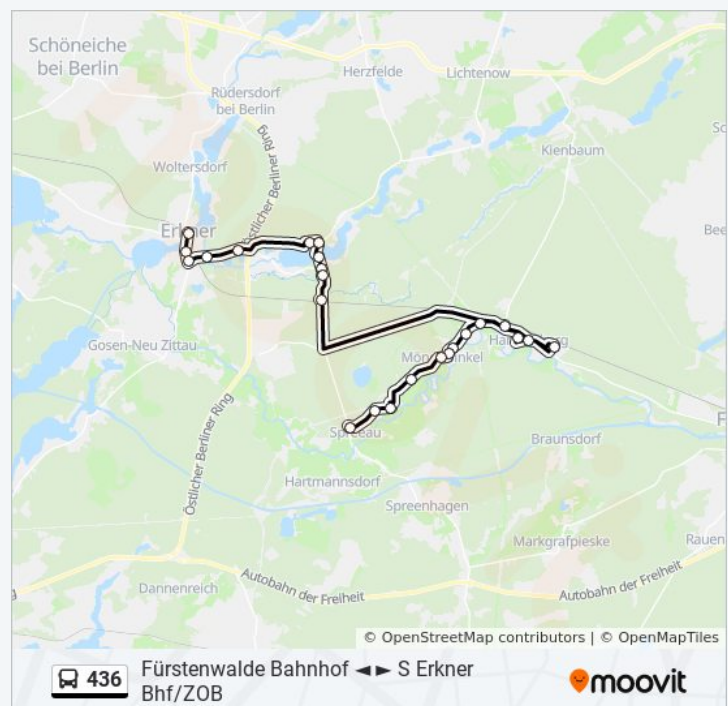 Schöneiche
bei Berlin
Herzfelde
Lichtenow
Rüdersdorf
bei Berlin
Kienbaum
Woltersdorf
Östlicher Berliner Ring
Erkner
Gosen-Neu Zittau
Östlicher Berliner Ring
Spreeau
Braunsdorf
Hartmannsdorf
Spreenhagen
Markgrafpieske
Rauen
Dannenreich
Autobahn der Freiheit
Autobahn der Freiheit
© OpenStreetMap contributors | © OpenMapTiles
436
Fürstenwalde Bahnhof ◄► S Erkner
Bhf/ZOB
moovit